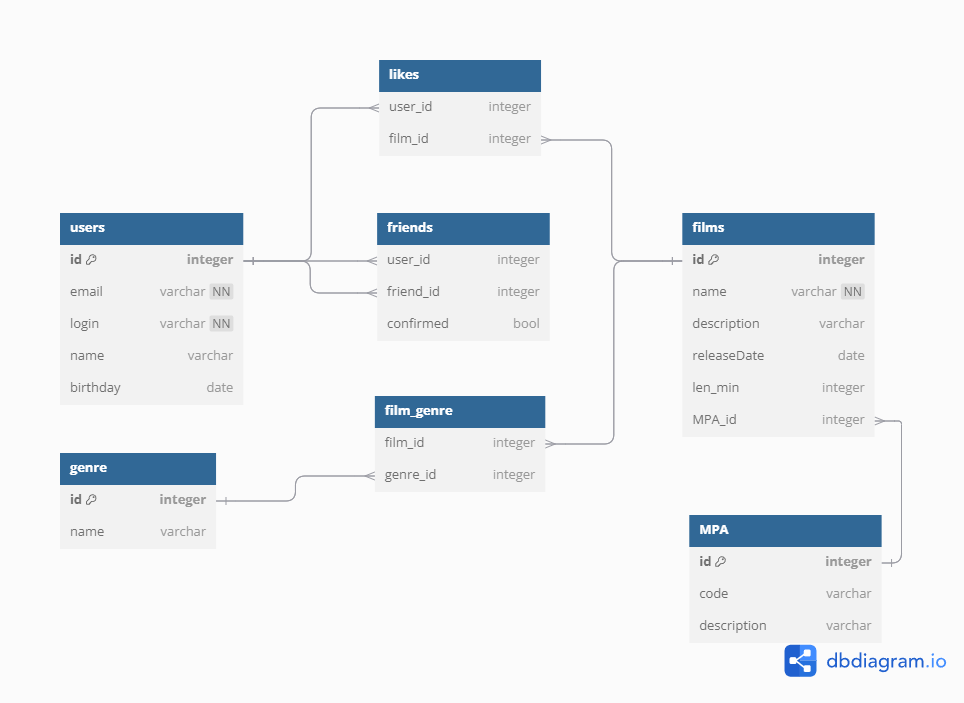 likes
user_id integer
film_id integer
users
id integer
email varchar NN
login varchar NN
name varchar
birthday date
friends
user_id integer
friend_id integer
confirmed bool
films
id integer
name varchar NN
description varchar
releaseDate date
len_min integer
MPA_id integer
film_genre
film_id integer
genre_id integer
genre
id integer
name varchar
MPA
id integer
code varchar
description varchar
dbdiagram.io